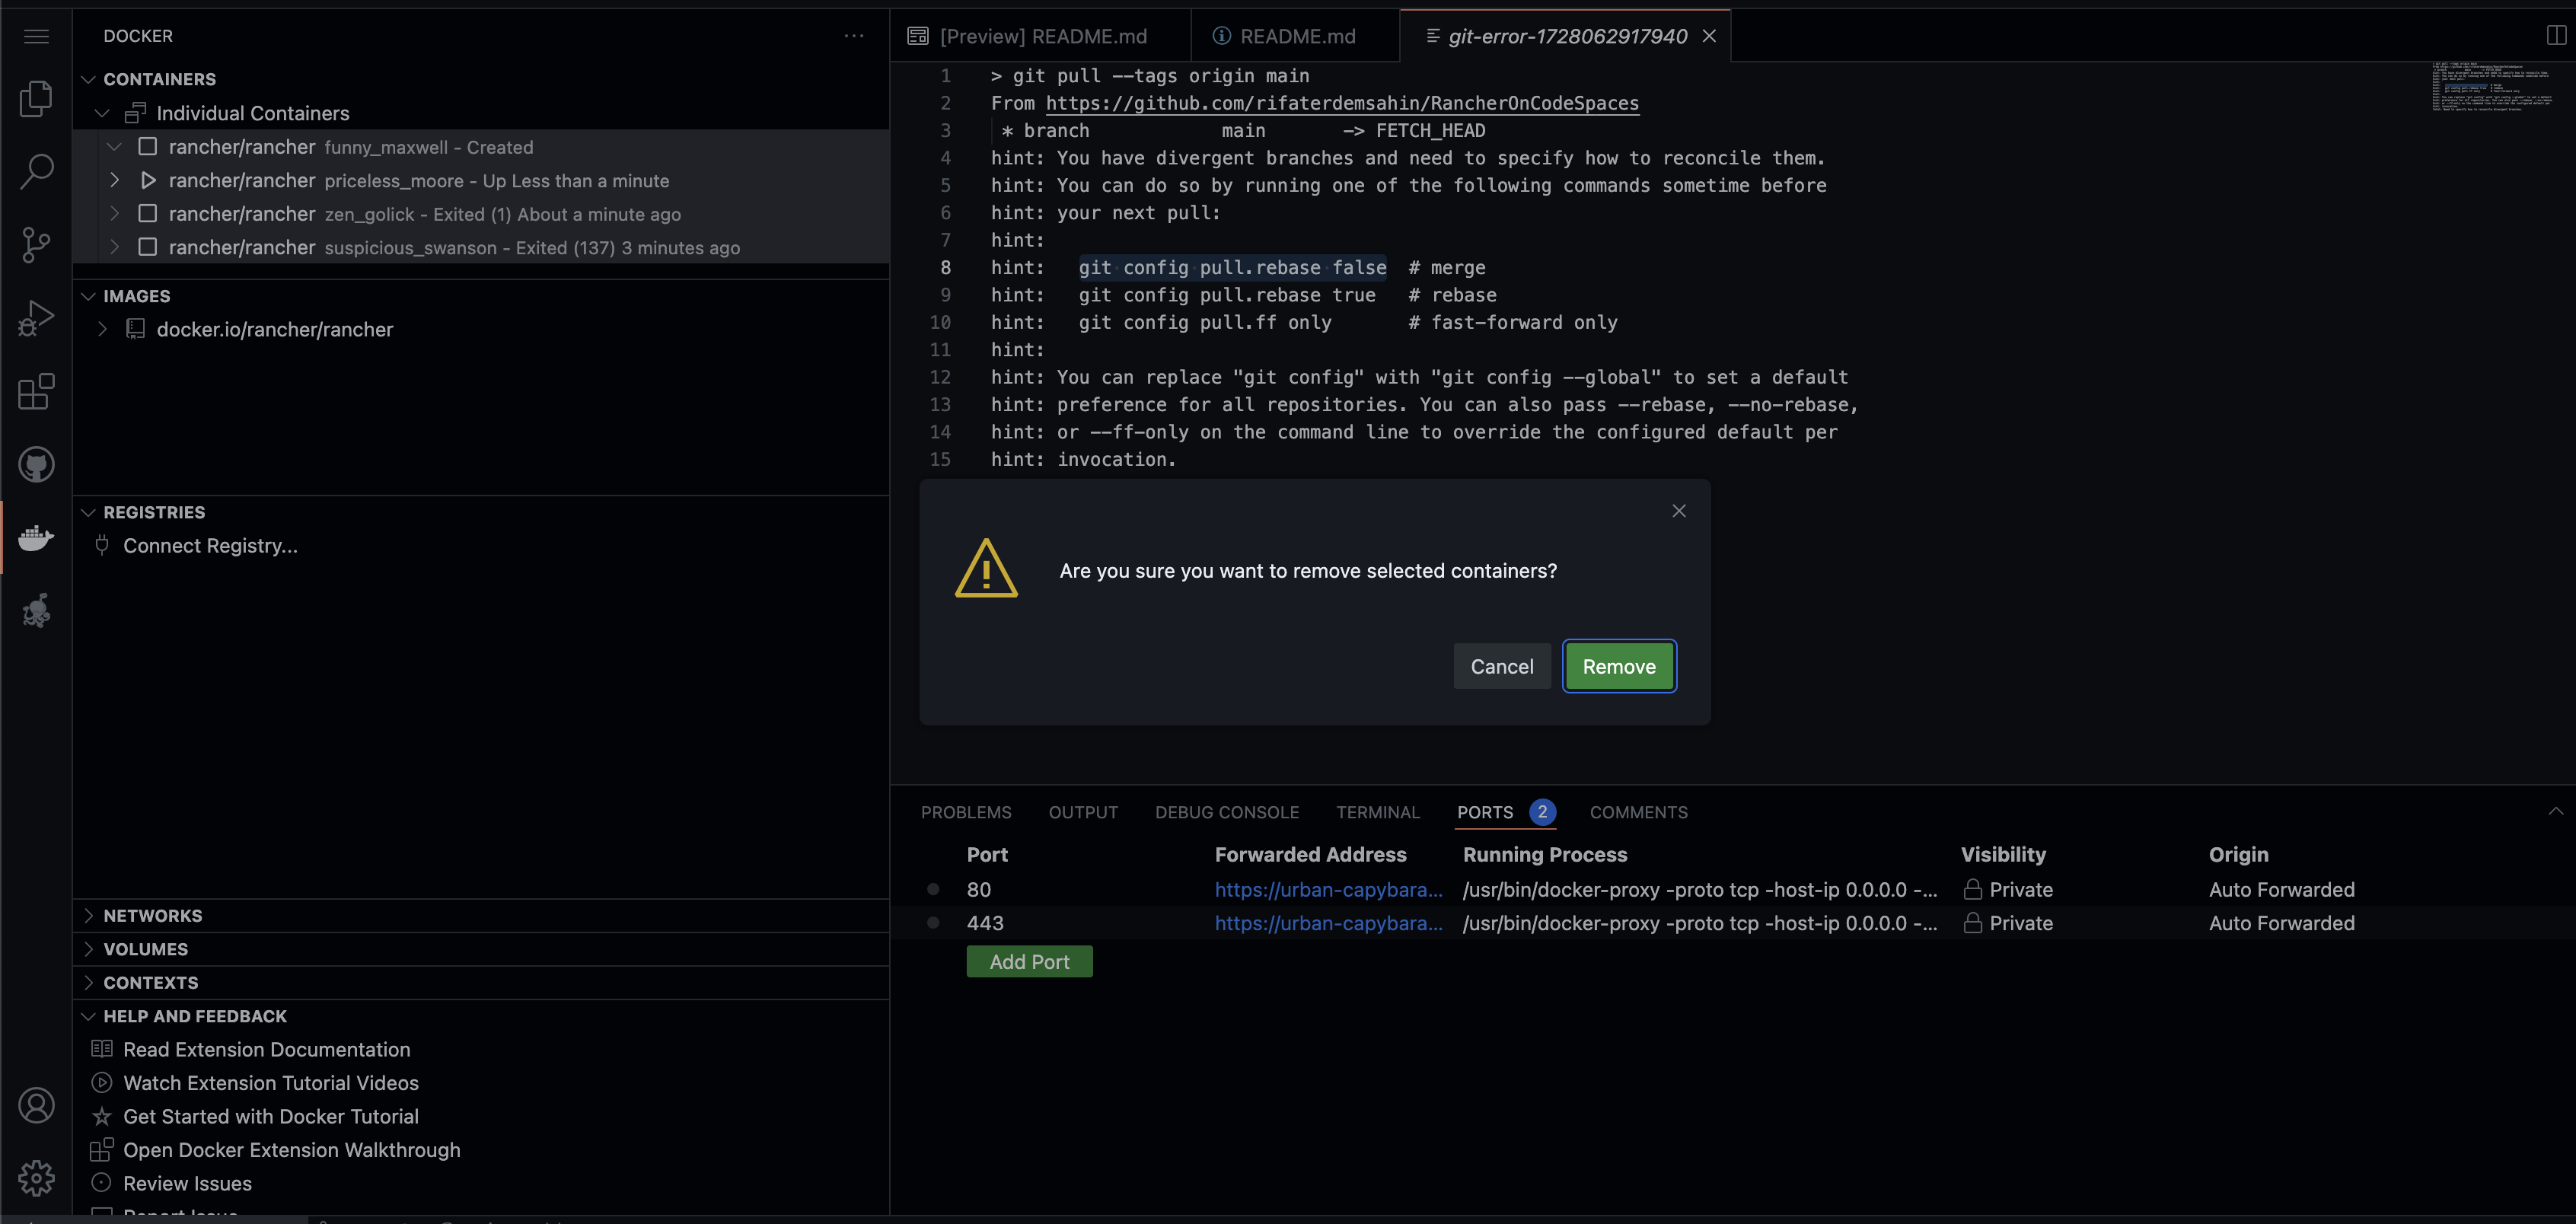 DOCKER
CONTAINERS
Individual Containers
rancher/rancher funny_maxwell - Created
rancher/rancher priceless_moore - Up Less than a minute
rancher/rancher zen_golick - Exited (1) About a minute ago
rancher/rancher suspicious_swanson - Exited (137) 3 minutes ago
IMAGES
docker.io/rancher/rancher
REGISTRIES
Connect Registry...
NETWORKS
VOLUMES
CONTEXTS
HELP AND FEEDBACK
Read Extension Documentation
Watch Extension Tutorial Videos
Get Started with Docker Tutorial
Open Docker Extension Walkthrough
Review Issues
Report Issue
[Preview] README.md
README.md
git-error-1728062917940
1 > git pull --tags origin main
2 From https://github.com/rifaterdemsahin/RancherOnCodeSpaces
3 * branch main -> FETCH_HEAD
4 hint: You have divergent branches and need to specify how to reconcile them.
5 hint: You can do so by running one of the following commands sometime before
6 hint: your next pull:
7 hint:
8 hint: git config pull.rebase false # merge
9 hint: git config pull.rebase true # rebase
10 hint: git config pull.ff only # fast-forward only
11 hint:
12 hint: You can replace "git config" with "git config --global" to set a default
13 hint: preference for all repositories. You can also pass --rebase, --no-rebase,
14 hint: or --ff-only on the command line to override the configured default per
15 hint: invocation.
Are you sure you want to remove selected containers?
Cancel Remove
PROBLEMS OUTPUT DEBUG CONSOLE TERMINAL PORTS 2 COMMENTS
Port Forwarded Address Running Process Visibility Origin
80 https://urban-capybara... /usr/bin/docker-proxy -proto tcp -host-ip 0.0.0.0 -... Private Auto Forwarded
443 https://urban-capybara... /usr/bin/docker-proxy -proto tcp -host-ip 0.0.0.0 -... Private Auto Forwarded
Add Port